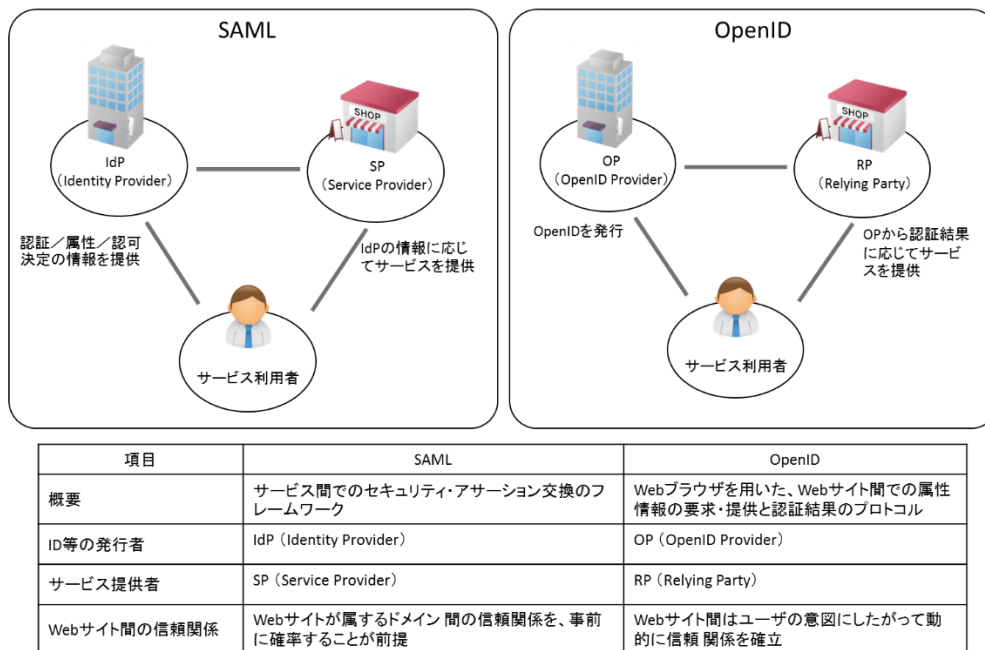 SAML
SHOP
IdP
(Identity Provider)
SP
(Service Provider)
認証／属性／認可
決定の情報を提供
IdPの情報に応じ
てサービスを提供
サービス利用者
OpenID
SHOP
OP
(OpenID Provider)
RP
(Relying Party)
OpenIDを発行
OPから認証結果
に応じてサービ
スを提供
サービス利用者
項目
SAML
OpenID
概要
サービス間でのセキュリティ・アサーション交換のフ
レームワーク
Webブラウザを用いた、Webサイト間での属性
情報の要求・提供と認証結果のプロトコル
ID等の発行者
IdP (Identity Provider)
OP (OpenID Provider)
サービス提供者
SP (Service Provider)
RP (Relying Party)
Webサイト間の信頼関係
Webサイトが属するドメイン 間の信頼関係を、事前
に確率することが前提
Webサイト間はユーザの意図にしたがって動
的に信頼 関係を確立